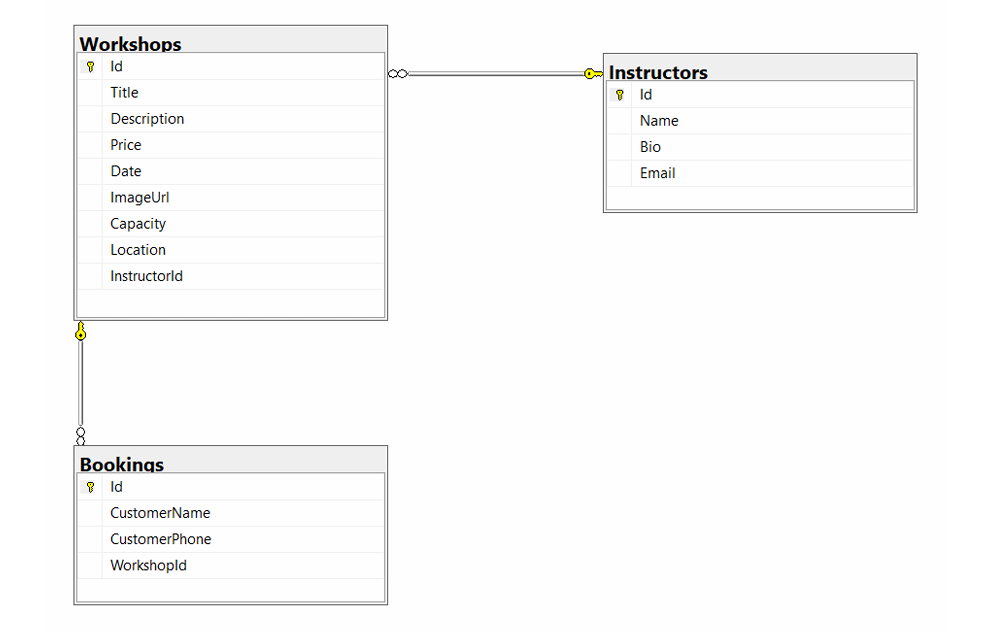 Workshops
Id
Title
Description
Price
Date
ImageUrl
Capacity
Location
InstructorId
Instructors
Id
Name
Bio
Email
Bookings
Id
CustomerName
CustomerPhone
WorkshopId